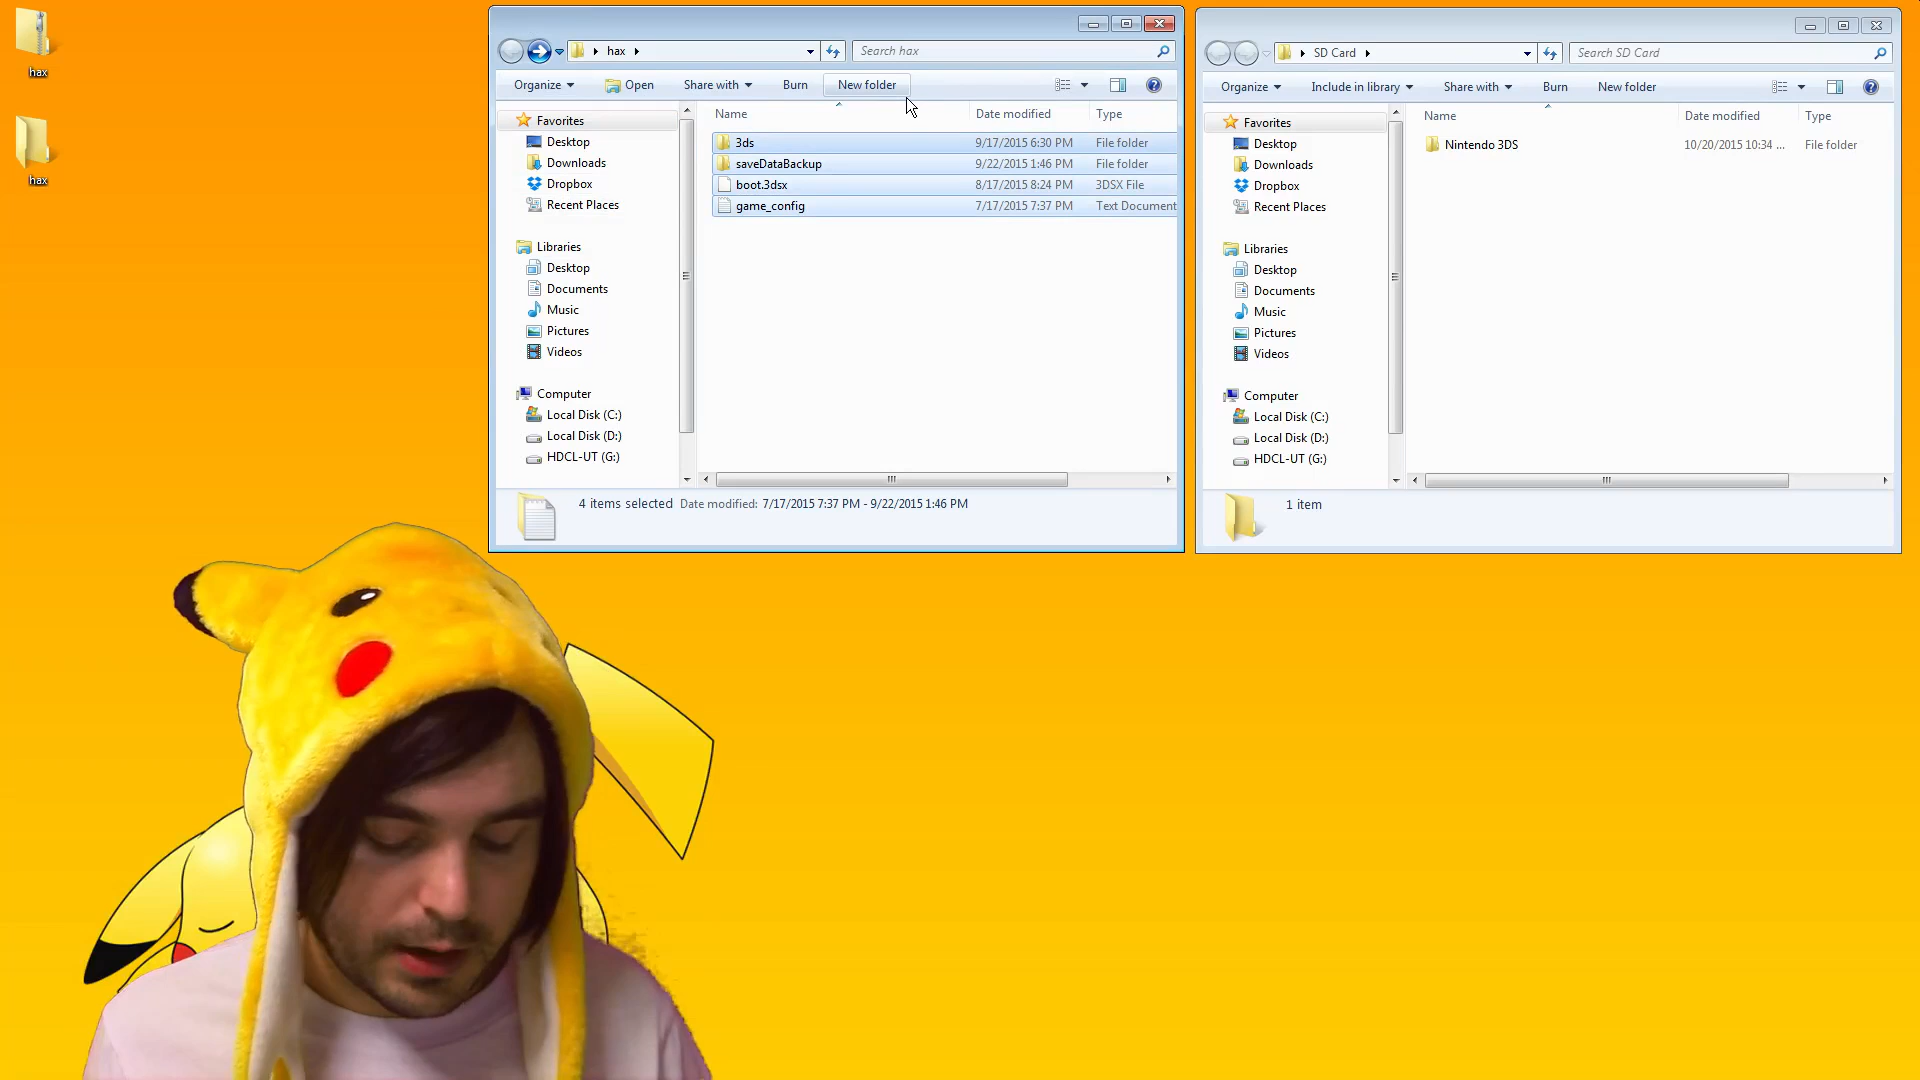 hax
hax
hax
Search hax
Organize
Open
Share with
Burn
New folder
Favorites
Desktop
Downloads
Dropbox
Recent Places
Libraries
Desktop
Documents
Music
Pictures
Videos
Computer
Local Disk (C:)
Local Disk (D:)
HDCL-UT (G:)
Name Date modified Type
3ds 9/17/2015 6:30 PM File folder
saveDataBackup 9/22/2015 1:46 PM File folder
boot.3dsx 8/17/2015 8:24 PM 3DSX File
game_config 7/17/2015 7:37 PM Text Document
4 items selected Date modified: 7/17/2015 7:37 PM - 9/22/2015 1:46 PM
SD Card
Search SD Card
Organize
Include in library
Share with
Burn
New folder
Favorites
Desktop
Downloads
Dropbox
Recent Places
Libraries
Desktop
Documents
Music
Pictures
Videos
Computer
Local Disk (C:)
Local Disk (D:)
HDCL-UT (G:)
Name Date modified Type
Nintendo 3DS 10/20/2015 10:34 ... File folder
1 item